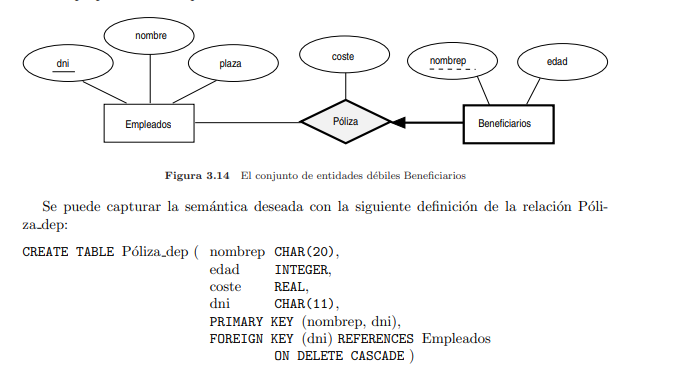 nombre
dni
plaza
coste
nombrep
edad
Empleados
Póliza
Beneficiarios
Figura 3.14 El conjunto de entidades débiles Beneficiarios
Se puede capturar la semántica deseada con la siguiente definición de la relación Póli-
za_dep:
CREATE TABLE Póliza_dep ( nombrep CHAR(20),
edad INTEGER,
coste REAL,
dni CHAR(11),
PRIMARY KEY (nombrep, dni),
FOREIGN KEY (dni) REFERENCES Empleados
ON DELETE CASCADE )